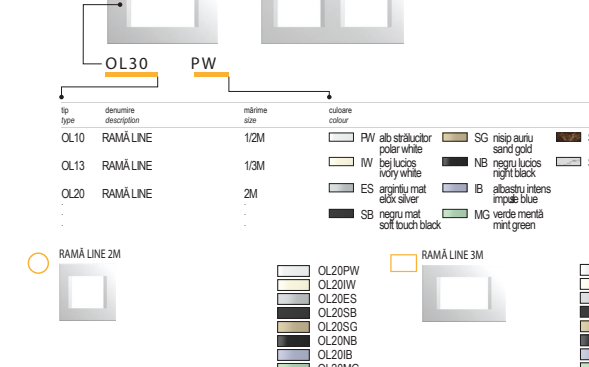 OL30 PW
tip denumire mărime culoare
type description size colour
OL10 RAMĂ LINE 1/2M PW alb strălucitor SG nisip auriu
polar white sand gold
IW bej lucios NB negru lucios
OL13 RAMĂ LINE 1/3M ivory white night black
ES argintiu mat IB albastru intens
OL20 RAMĂ LINE 2M elox silver impulse blue
SB negru mat MG verde mentă
soft touch black mint green
RAMĂ LINE 2M RAMĂ LINE 3M
OL20PW
OL20IW
OL20ES
OL20SB
OL20SG
OL20NB
OL20IB
OL20MG